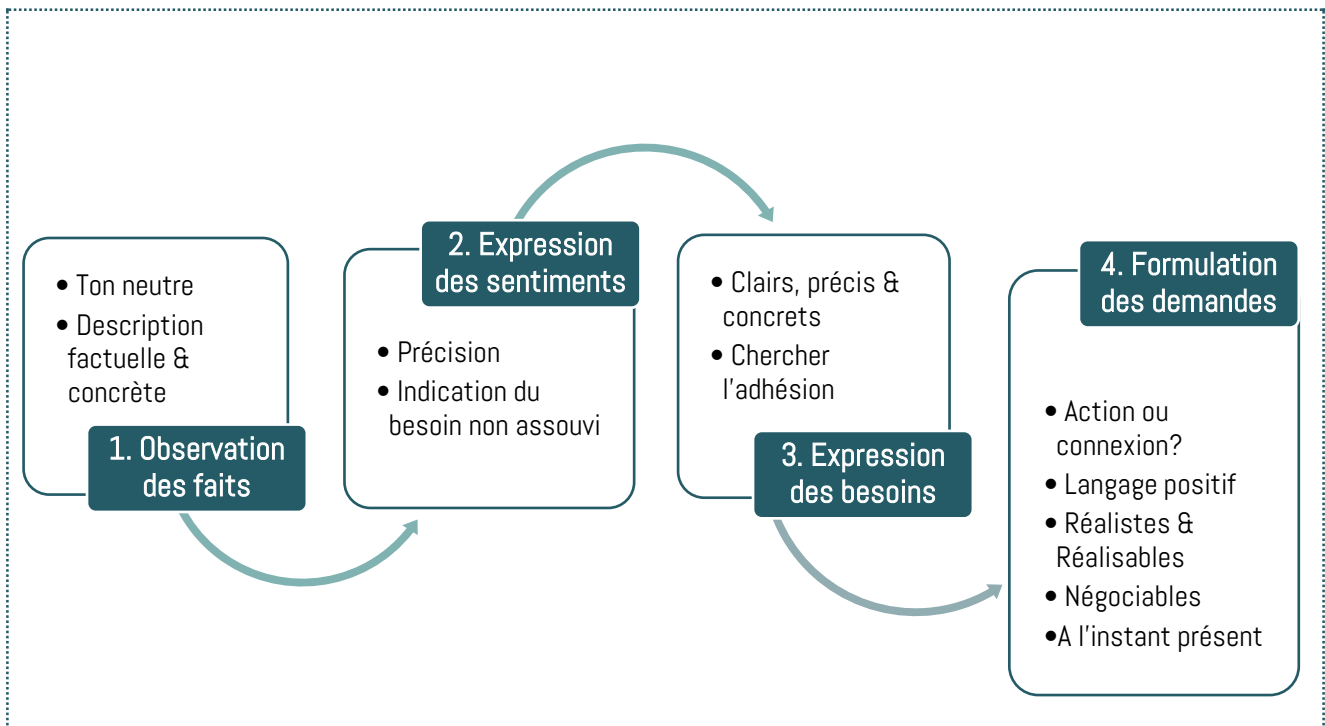 • Ton neutre
• Description
factuelle &
concrète
1. Observation
des faits
2. Expression
des sentiments
• Précision
• Indication du
besoin non assouvi
• Clairs, précis &
concrets
• Chercher
l'adhésion
3. Expression
des besoins
4. Formulation
des demandes
• Action ou
connexion?
• Langage positif
• Réalistes &
Réalisables
• Négociables
•A l'instant présent